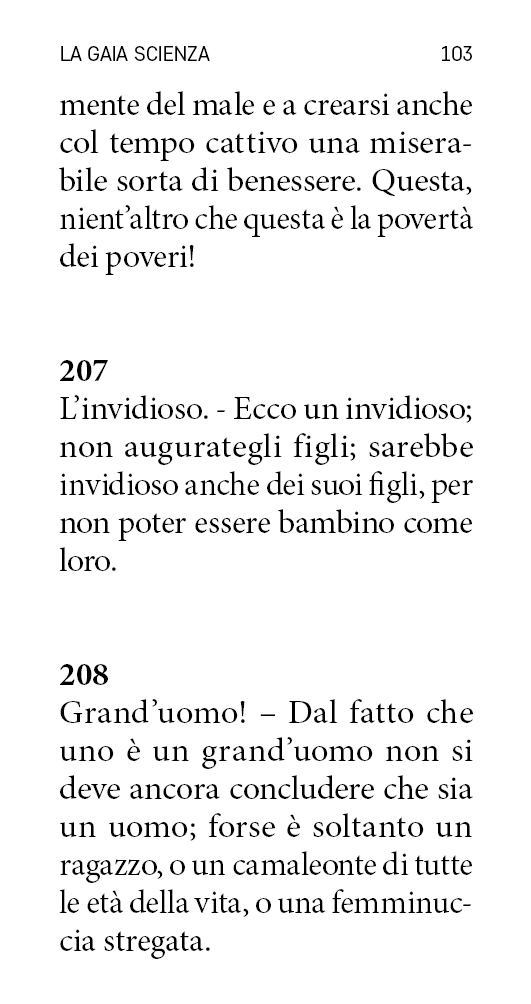 LA GAIA SCIENZA 103
mente del male e a crearsi anche
col tempo cattivo una misera-
bile sorta di benessere. Questa,
nient'altro che questa è la povertà
dei poveri!
207
L'invidioso. - Ecco un invidioso;
non augurategli figli; sarebbe
invidioso anche dei suoi figli, per
non poter essere bambino come
loro.
208
Grand'uomo! – Dal fatto che
uno è un grand'uomo non si
deve ancora concludere che sia
un uomo; forse è soltanto un
ragazzo, o un camaleonte di tutte
le età della vita, o una femminuc-
cia stregata.